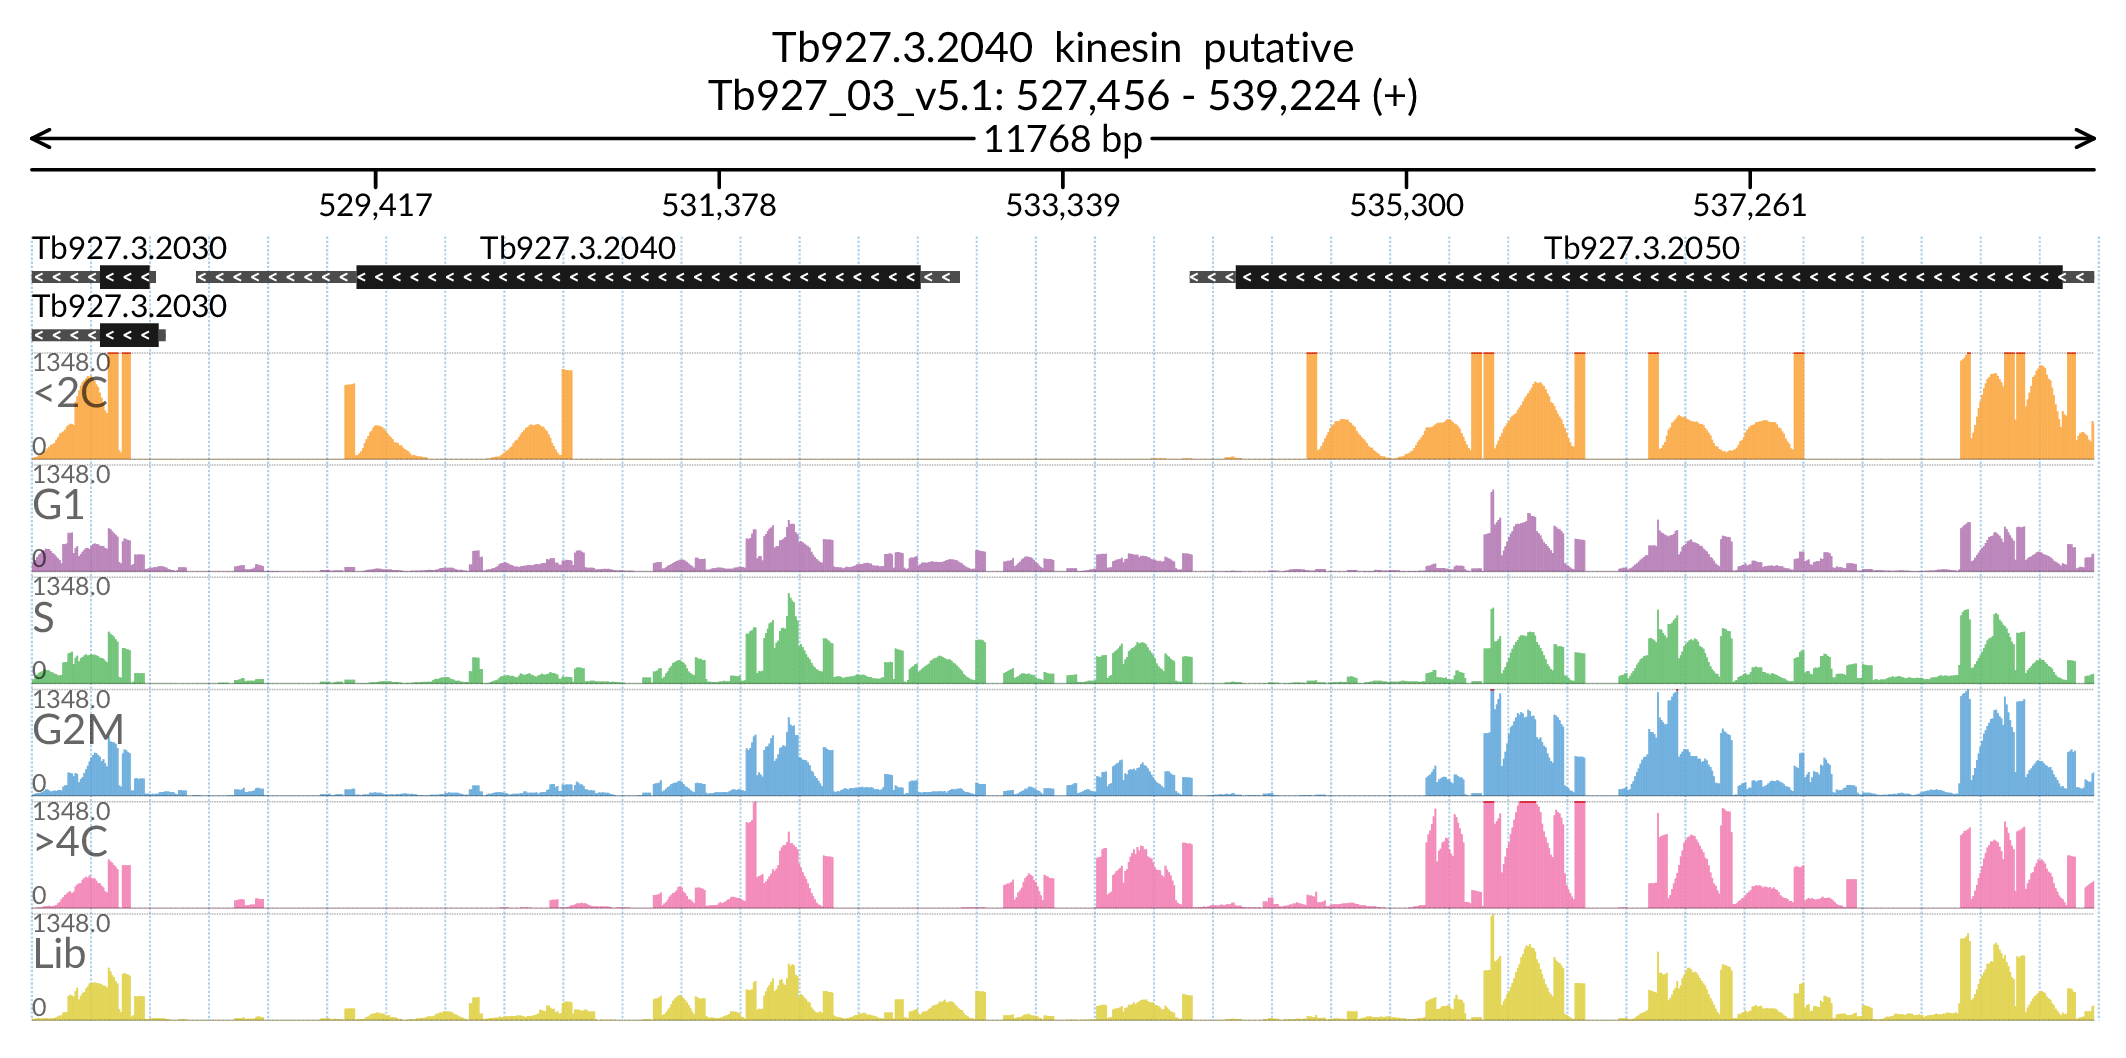 Tb927.3.2040 kinesin putative
Tb927_03_v5.1: 527,456 - 539,224 (+)
11768 bp
529,417 531,378 533,339 535,300 537,261
Tb927.3.2030 Tb927.3.2040 Tb927.3.2050
Tb927.3.2030
1348.0
<2C
0
1348.0
G1
0
1348.0
S
0
1348.0
G2M
0
1348.0
>4C
0
1348.0
Lib
0